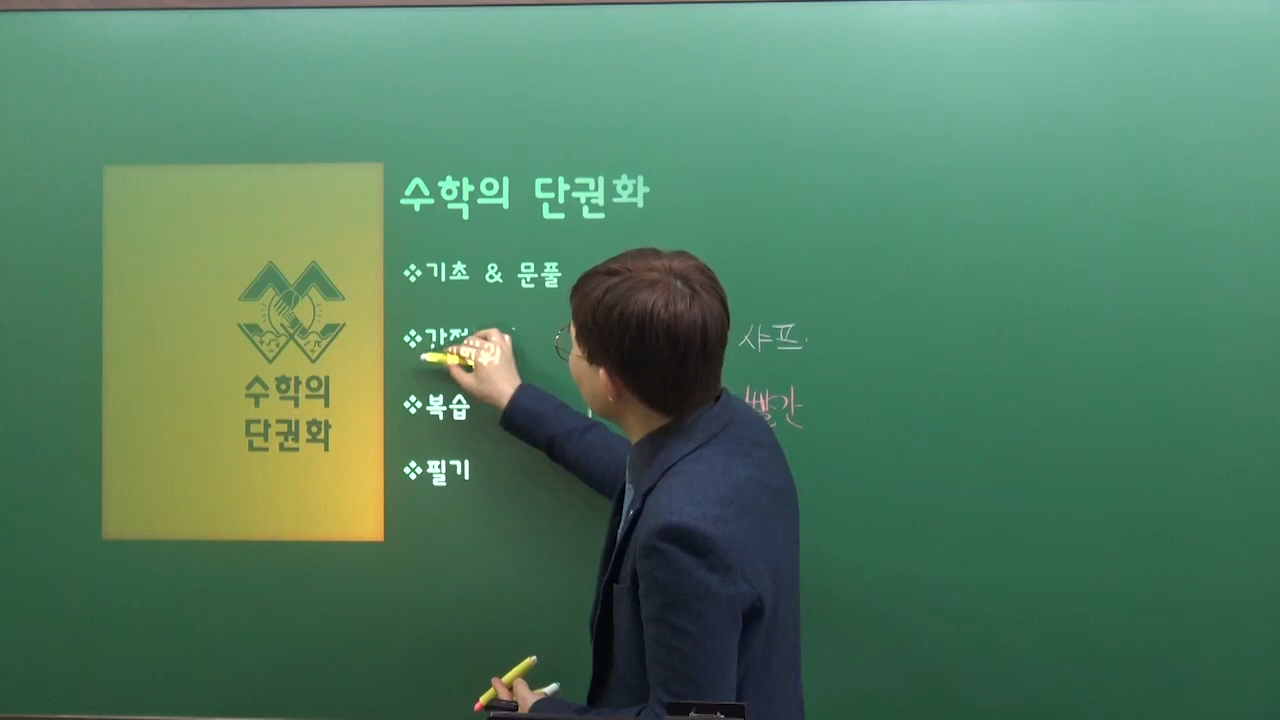 수학의 단권화
❖기초 & 문풀
샤프.
❖복습
빨간
❖필기
수학의
단권화